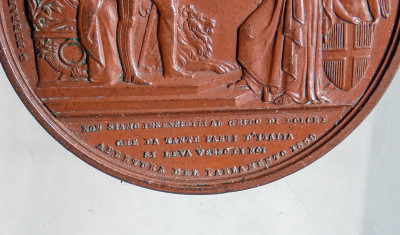 NON SIAMO INSENSIBILI AL GRIDO DI DOLORE
CHE DA TANTE PARTI D'ITALIA
SI LEVA VERSO DI NOI
APERTURA DEL PARLAMENTO 1859